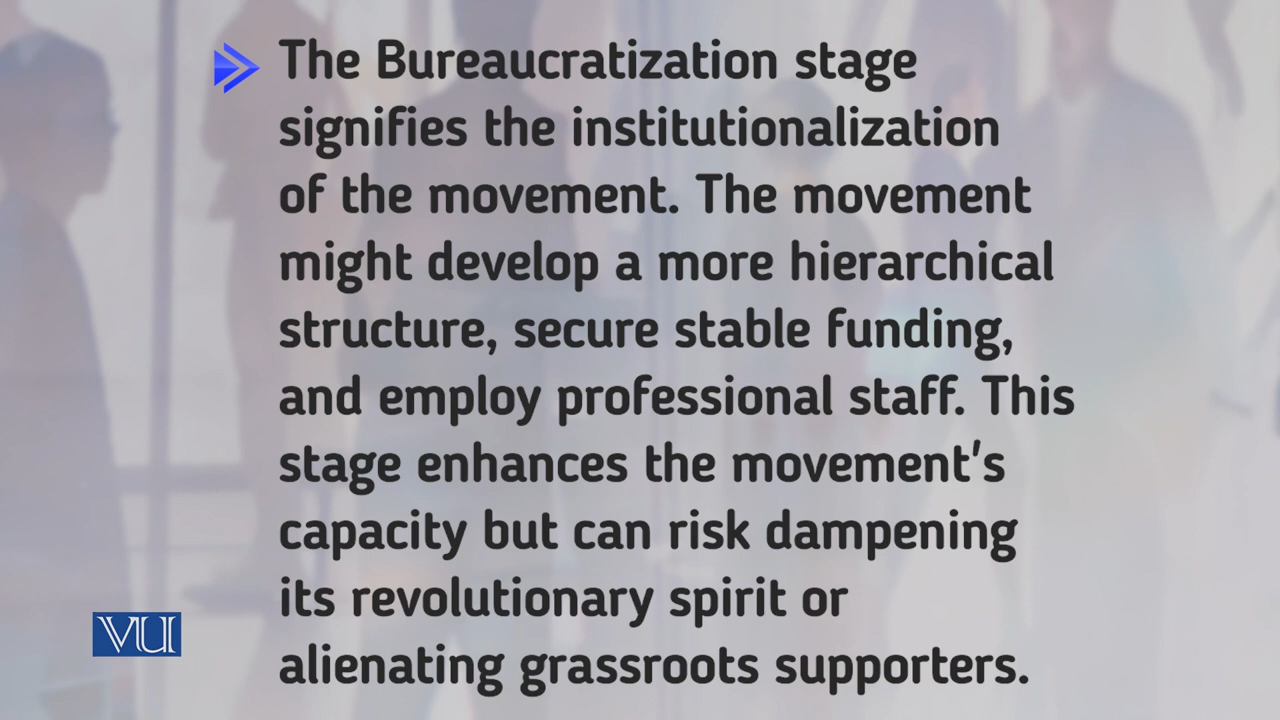 The Bureaucratization stage
signifies the institutionalization
of the movement. The movement
might develop a more hierarchical
structure, secure stable funding,
and employ professional staff. This
stage enhances the movement's
capacity but can risk dampening
its revolutionary spirit or
alienating grassroots supporters.
VU